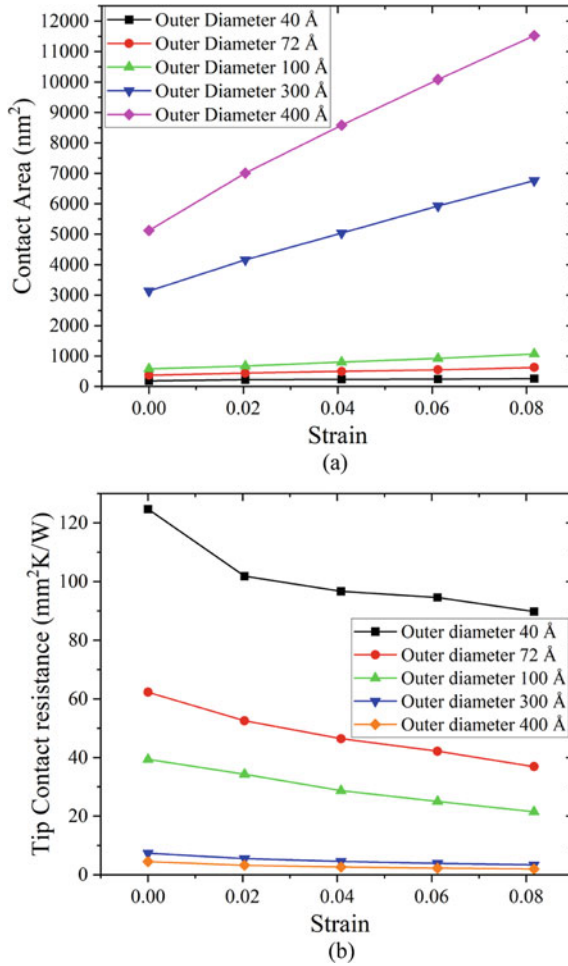 12000
11000
10000
9000
8000
7000
6000
5000
4000
3000
2000
1000
0
Contact Area (nm²)
Outer Diameter 40 Å
Outer Diameter 72 Å
Outer Diameter 100 Å
Outer Diameter 300 Å
Outer Diameter 400 Å
0.00 0.02 0.04 0.06 0.08
Strain
(a)
120
100
80
60
40
20
0
Tip Contact resistance (mm²K/W)
Outer diameter 40 Å
Outer diameter 72 Å
Outer diameter 100 Å
Outer diameter 300 Å
Outer diameter 400 Å
0.00 0.02 0.04 0.06 0.08
Strain
(b)